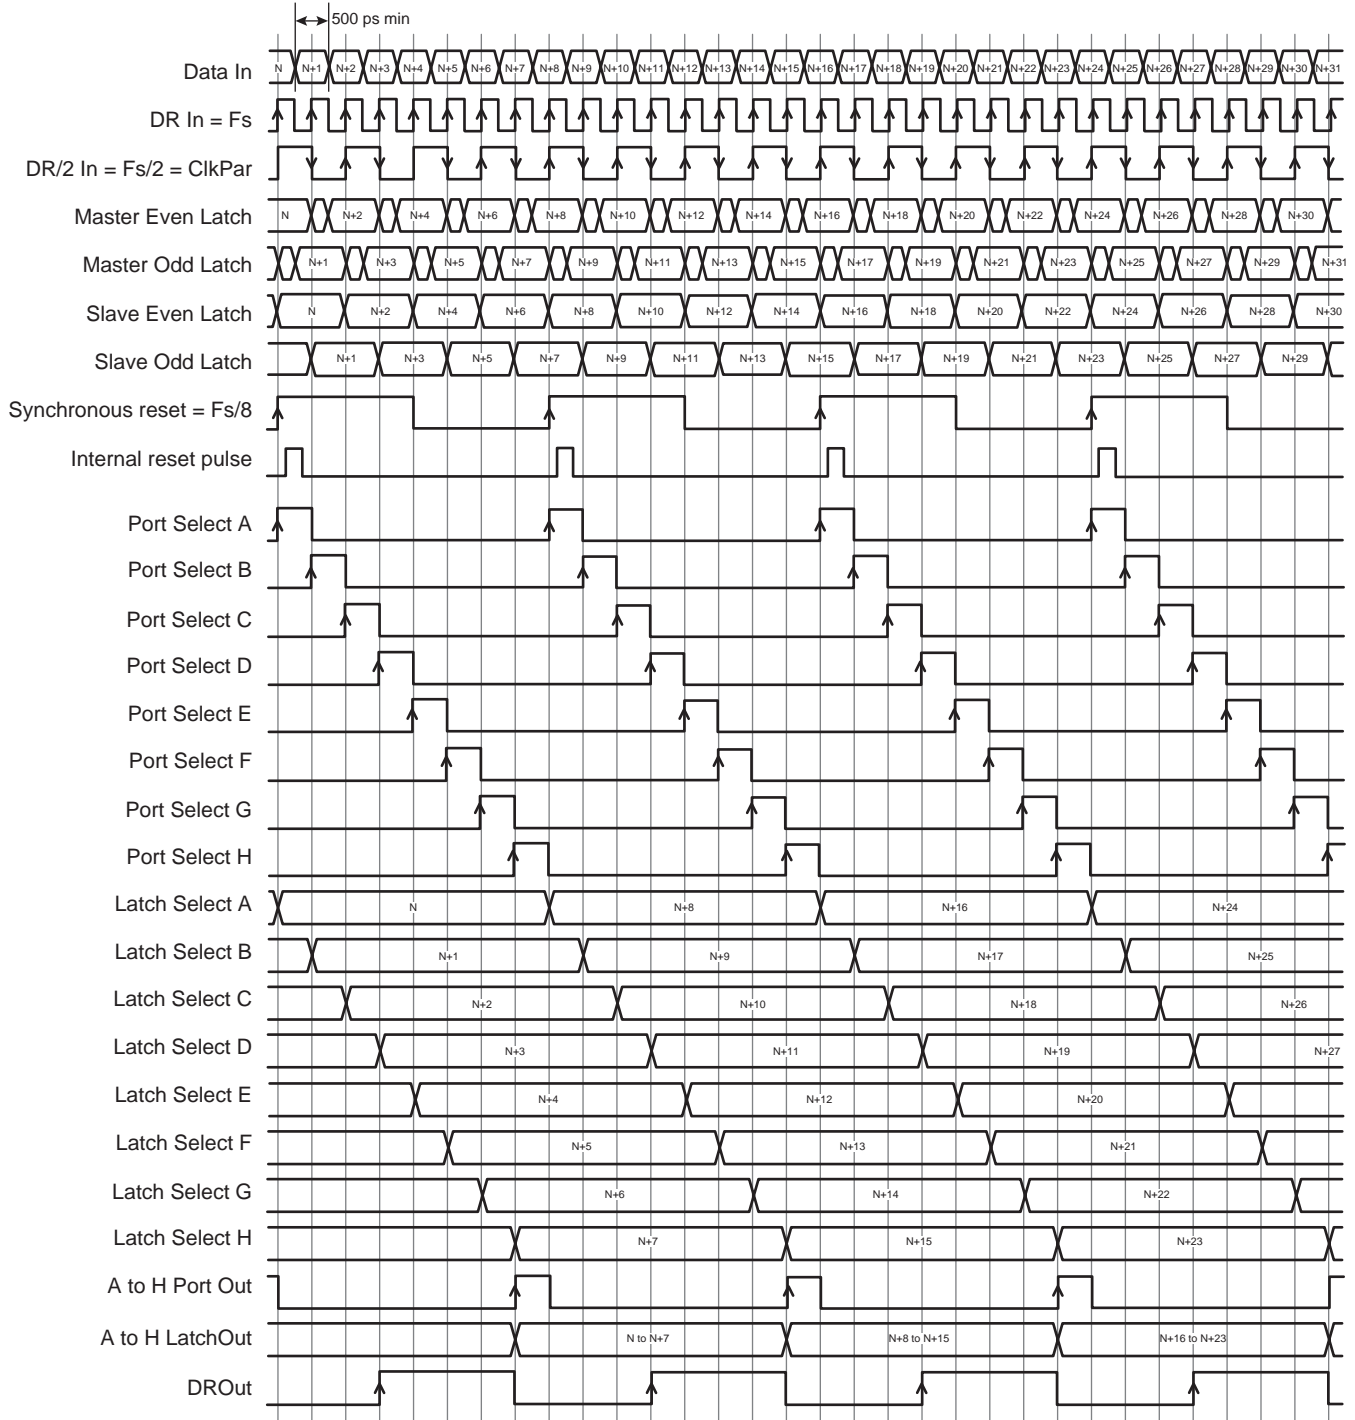 500 ps min
Data In N N+1 N+2 N+3 N+4 N+5 N+6 N+7 N+8 N+9 N+10 N+11 N+12 N+13 N+14 N+15 N+16 N+17 N+18 N+19 N+20 N+21 N+22 N+23 N+24 N+25 N+26 N+27 N+28 N+29 N+30 N+31
DR In = Fs
DR/2 In = Fs/2 = ClkPar
Master Even Latch N N+2 N+4 N+6 N+8 N+10 N+12 N+14 N+16 N+18 N+20 N+22 N+24 N+26 N+28 N+30
Master Odd Latch N+1 N+3 N+5 N+7 N+9 N+11 N+13 N+15 N+17 N+19 N+21 N+23 N+25 N+27 N+29 N+31
Slave Even Latch N N+2 N+4 N+6 N+8 N+10 N+12 N+14 N+16 N+18 N+20 N+22 N+24 N+26 N+28 N+30
Slave Odd Latch N+1 N+3 N+5 N+7 N+9 N+11 N+13 N+15 N+17 N+19 N+21 N+23 N+25 N+27 N+29
Synchronous reset = Fs/8
Internal reset pulse
Port Select A
Port Select B
Port Select C
Port Select D
Port Select E
Port Select F
Port Select G
Port Select H
Latch Select A N N+8 N+16 N+24
Latch Select B N+1 N+9 N+17 N+25
Latch Select C N+2 N+10 N+18 N+26
Latch Select D N+3 N+11 N+19 N+27
Latch Select E N+4 N+12 N+20
Latch Select F N+5 N+13 N+21
Latch Select G N+6 N+14 N+22
Latch Select H N+7 N+15 N+23
A to H Port Out
A to H LatchOut N to N+7 N+8 to N+15 N+16 to N+23
DROut